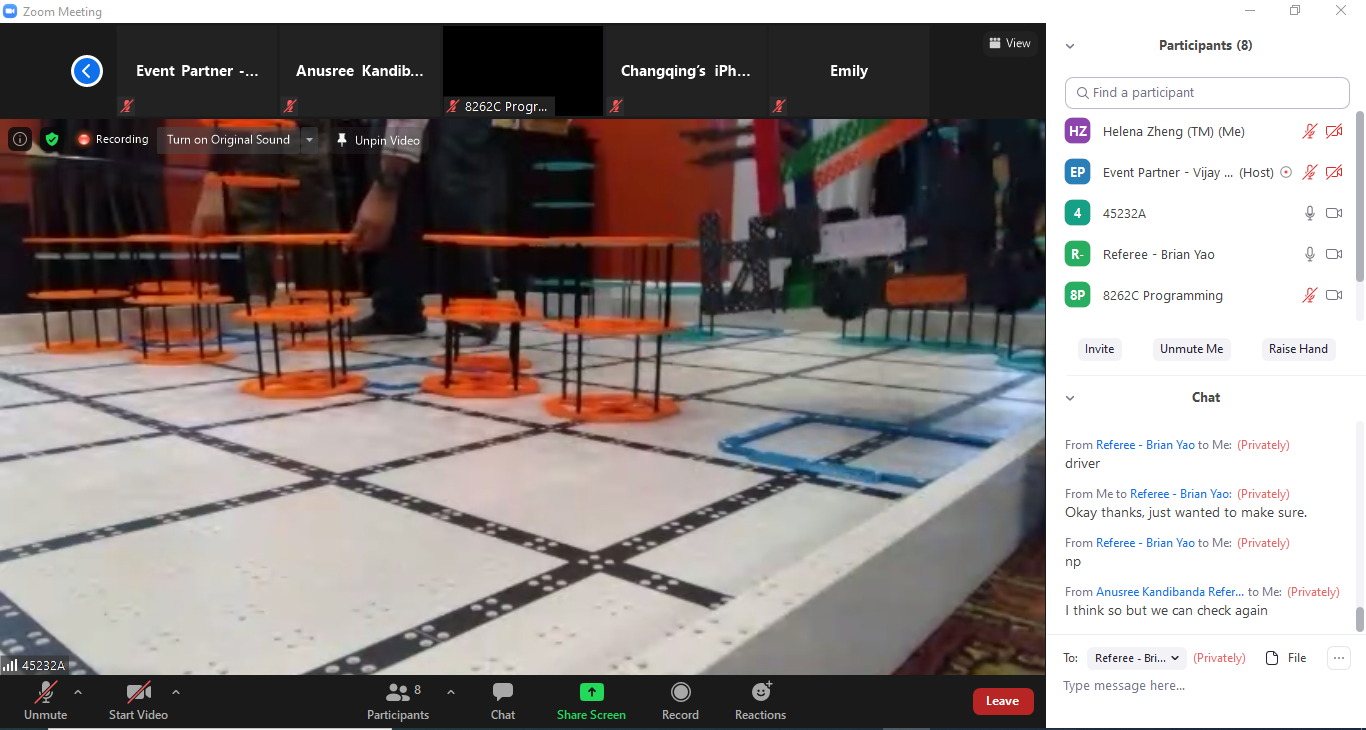 Zoom Meeting
Event Partner -...
Anusree Kandib...
8262C Progr...
Changqing's iPh...
Emily
View
Recording
Turn on Original Sound
Unpin Video
45232A
Participants (8)
Find a participant
HZ Helena Zheng (TM) (Me)
EP Event Partner - Vijay ... (Host)
4 45232A
R- Referee - Brian Yao
8P 8262C Programming
Invite Unmute Me Raise Hand
Chat
From Referee - Brian Yao to Me: (Privately)
driver
From Me to Referee - Brian Yao: (Privately)
Okay thanks, just wanted to make sure.
From Referee - Brian Yao to Me: (Privately)
np
From Anusree Kandibanda Refer... to Me: (Privately)
I think so but we can check again
To: Referee - Bri... (Privately) File
Type message here...
Unmute Start Video Participants 8 Chat Share Screen Record Reactions Leave